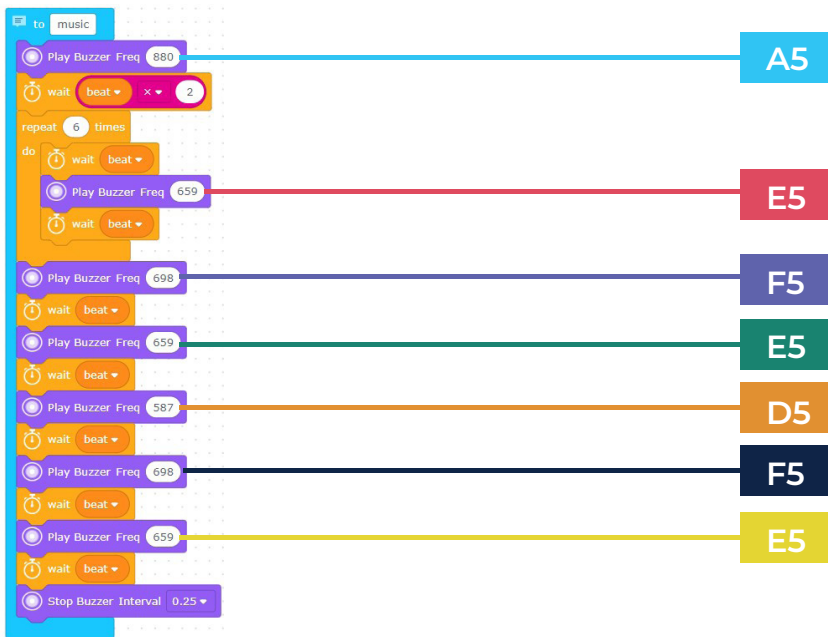 to music
Play Buzzer Freq 880 A5
wait beat × 2
repeat 6 times
do wait beat
Play Buzzer Freq 659 E5
wait beat
Play Buzzer Freq 698 F5
wait beat
Play Buzzer Freq 659 E5
wait beat
Play Buzzer Freq 587 D5
wait beat
Play Buzzer Freq 698 F5
wait beat
Play Buzzer Freq 659 E5
wait beat
Stop Buzzer Interval 0.25